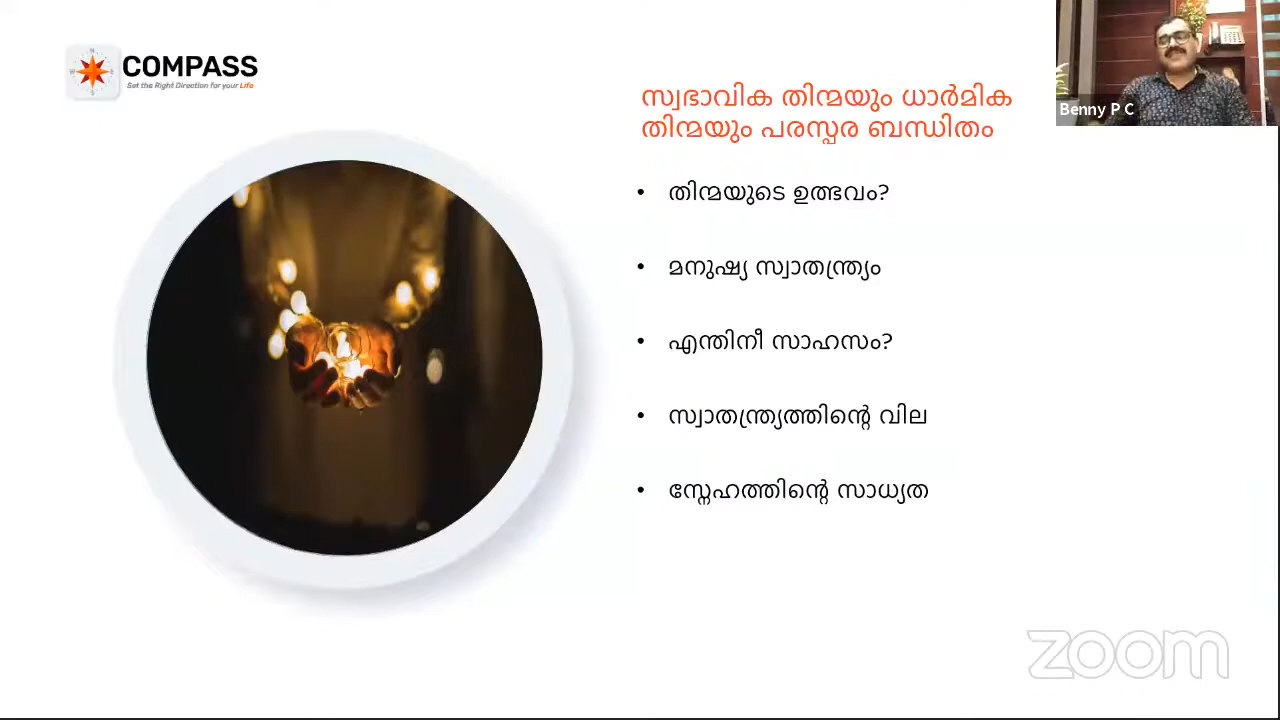 COMPASS
Set the Right Direction for your Life
സ്വഭാവിക തിന്മയും ധാർമിക
തിന്മയും പരസ്പര ബന്ധിതം
Benny P C
• തിന്മയുടെ ഉത്ഭവം?
• മനുഷ്യ സ്വാതന്ത്ര്യം
• എന്തിനീ സാഹസം?
• സ്വാതന്ത്ര്യത്തിന്റെ വില
• സ്നേഹത്തിന്റെ സാധ്യത
zoom